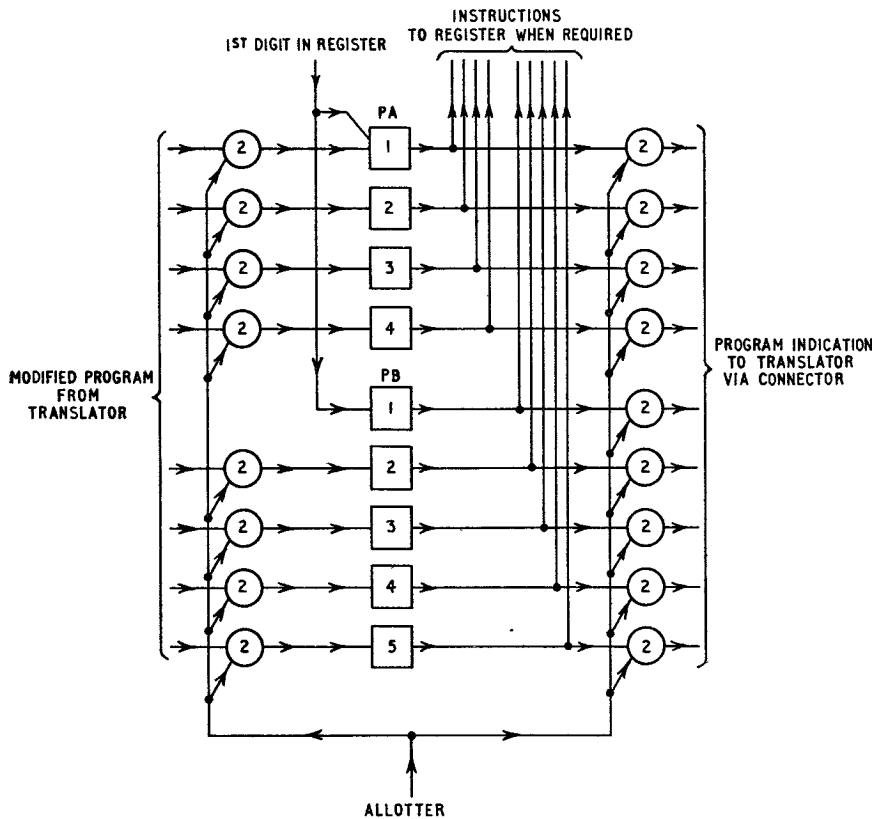 INSTRUCTIONS
TO REGISTER WHEN REQUIRED
1ST DIGIT IN REGISTER
PA
2 1 2
2 2 2
2 3 2
2 4 2
MODIFIED PROGRAM
FROM
TRANSLATOR
PROGRAM INDICATION
TO TRANSLATOR
VIA CONNECTOR
PB
1 2
2 2 2
2 3 2
2 4 2
2 5 2
ALLOTTER